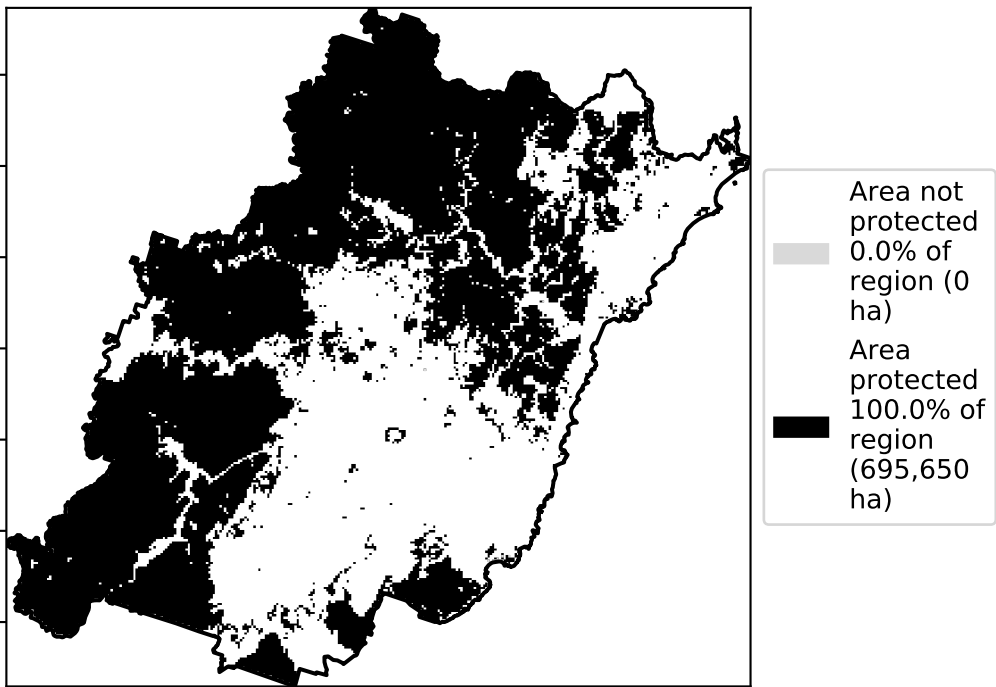 Area not
protected
0.0% of
region (0
ha)
Area
protected
100.0% of
region
(695,650
ha)